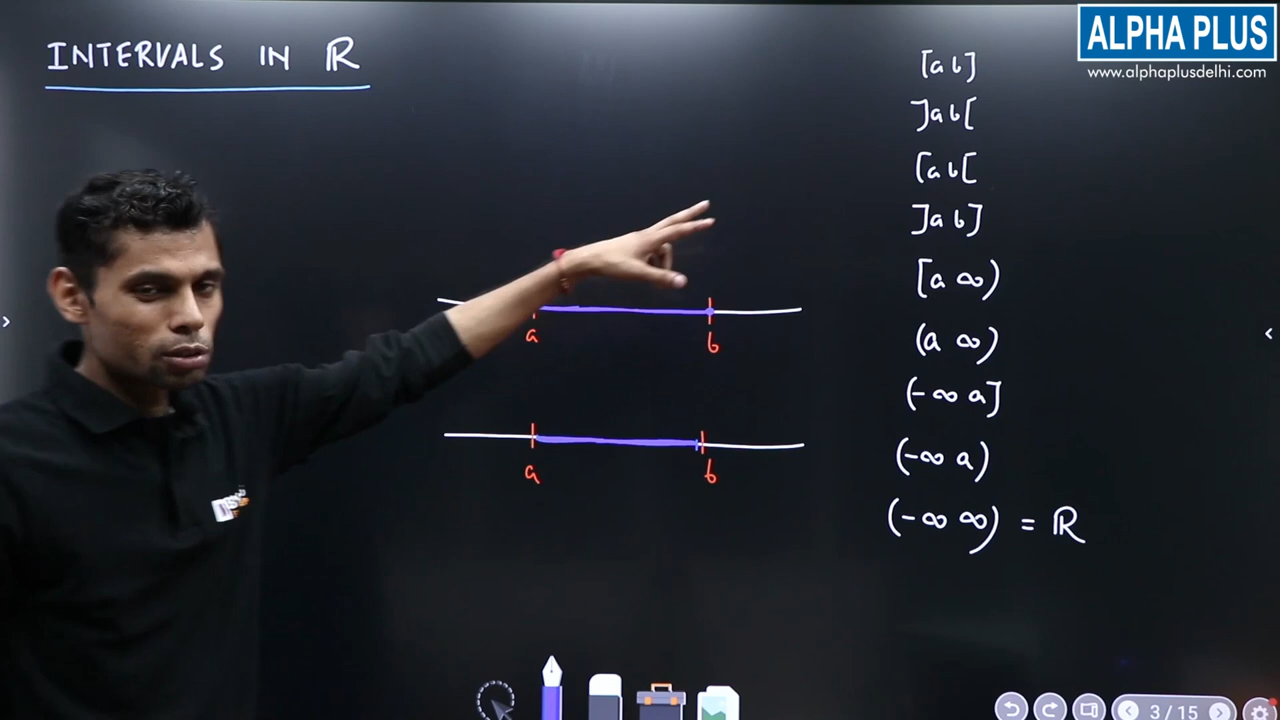 INTERVALS IN ℝ
ALPHA PLUS
www.alphaplusdelhi.com
[a b]
]a b[
[a b[
]a b]
[a ∞)
(a ∞)
(-∞ a]
(-∞ a)
(-∞ ∞) = ℝ
a b
a b
3 / 15